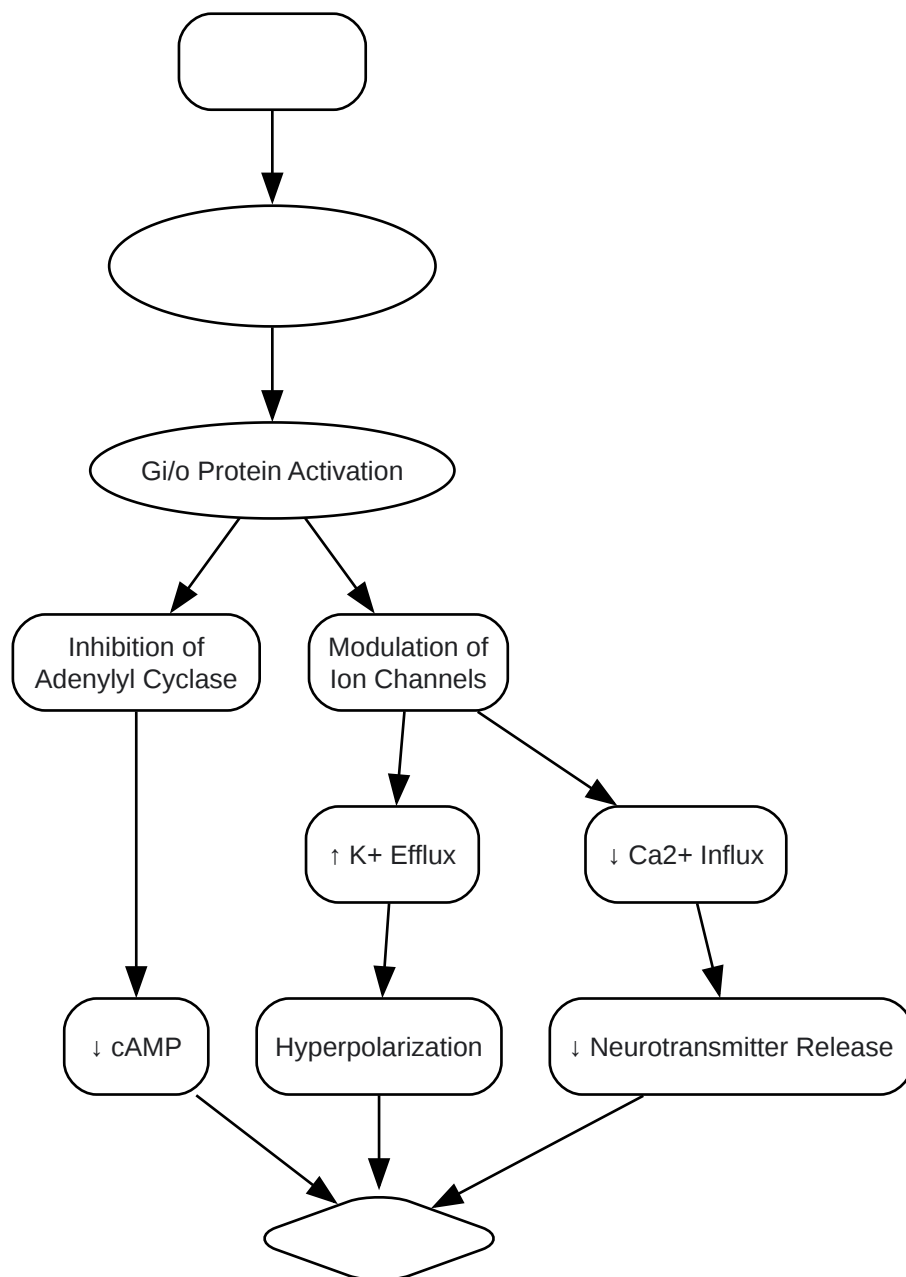 Gi/o Protein Activation
Inhibition of
Adenylyl Cyclase
Modulation of
Ion Channels
↑ K+ Efflux
↓ Ca2+ Influx
↓ cAMP
Hyperpolarization
↓ Neurotransmitter Release